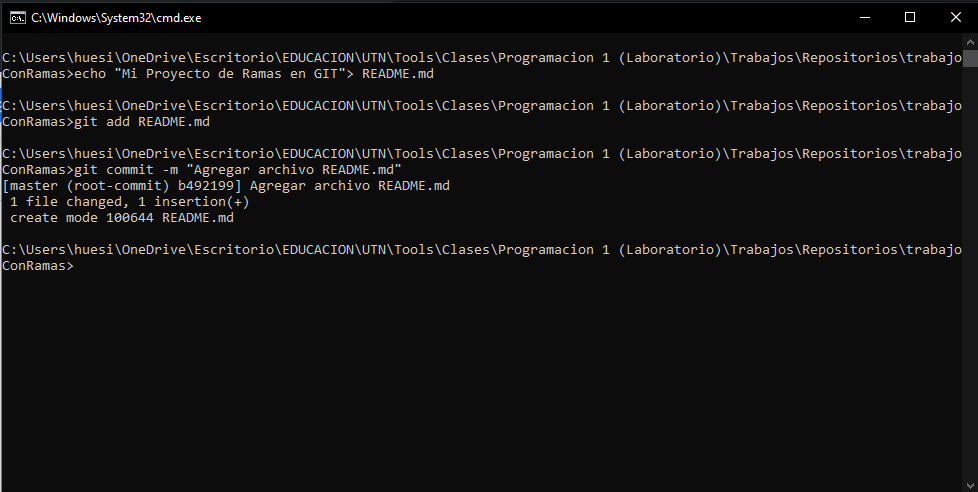 C:\Windows\System32\cmd.exe
C:\Users\huesi\OneDrive\Escritorio\EDUCACION\UTN\Tools\Clases\Programacion 1 (Laboratorio)\Trabajos\Repositorios\trabajo
ConRamas>echo "Mi Proyecto de Ramas en GIT"> README.md
C:\Users\huesi\OneDrive\Escritorio\EDUCACION\UTN\Tools\Clases\Programacion 1 (Laboratorio)\Trabajos\Repositorios\trabajo
ConRamas>git add README.md
C:\Users\huesi\OneDrive\Escritorio\EDUCACION\UTN\Tools\Clases\Programacion 1 (Laboratorio)\Trabajos\Repositorios\trabajo
ConRamas>git commit -m "Agregar archivo README.md"
[master (root-commit) b492199] Agregar archivo README.md
 1 file changed, 1 insertion(+)
 create mode 100644 README.md
C:\Users\huesi\OneDrive\Escritorio\EDUCACION\UTN\Tools\Clases\Programacion 1 (Laboratorio)\Trabajos\Repositorios\trabajo
ConRamas>